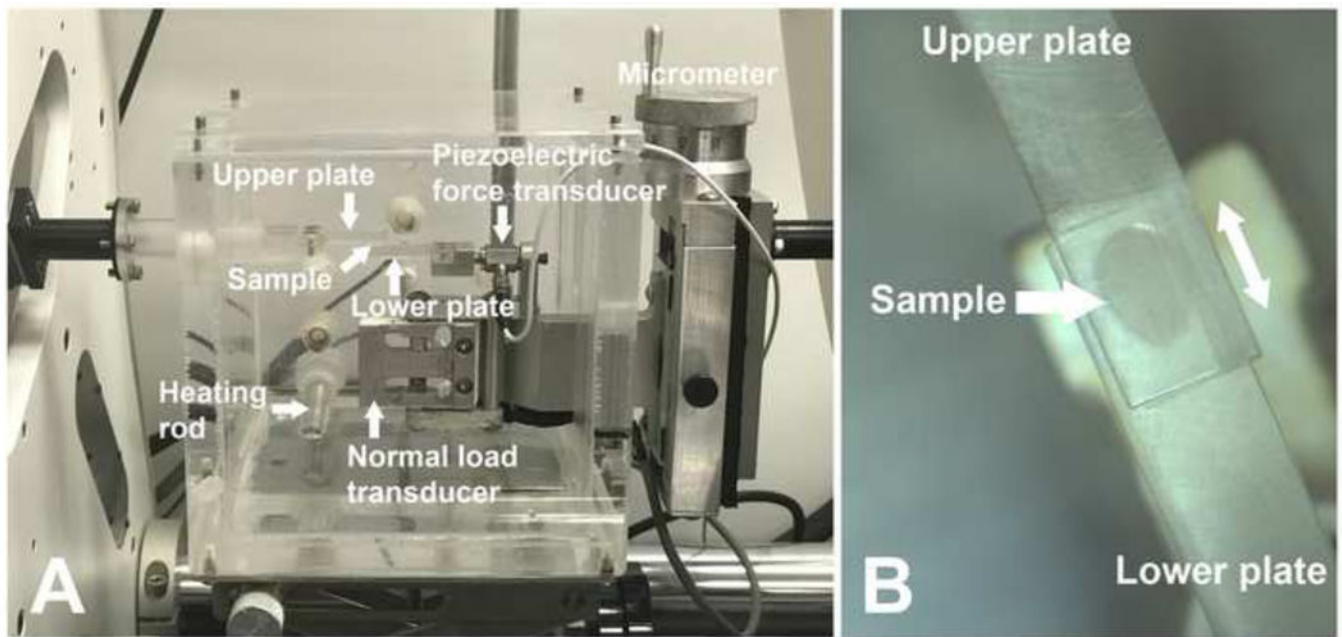 Micrometer
Piezoelectric
force transducer
Upper plate
Sample
Lower plate
Heating
rod
Normal load
transducer
A
Upper plate
Sample
Lower plate
B